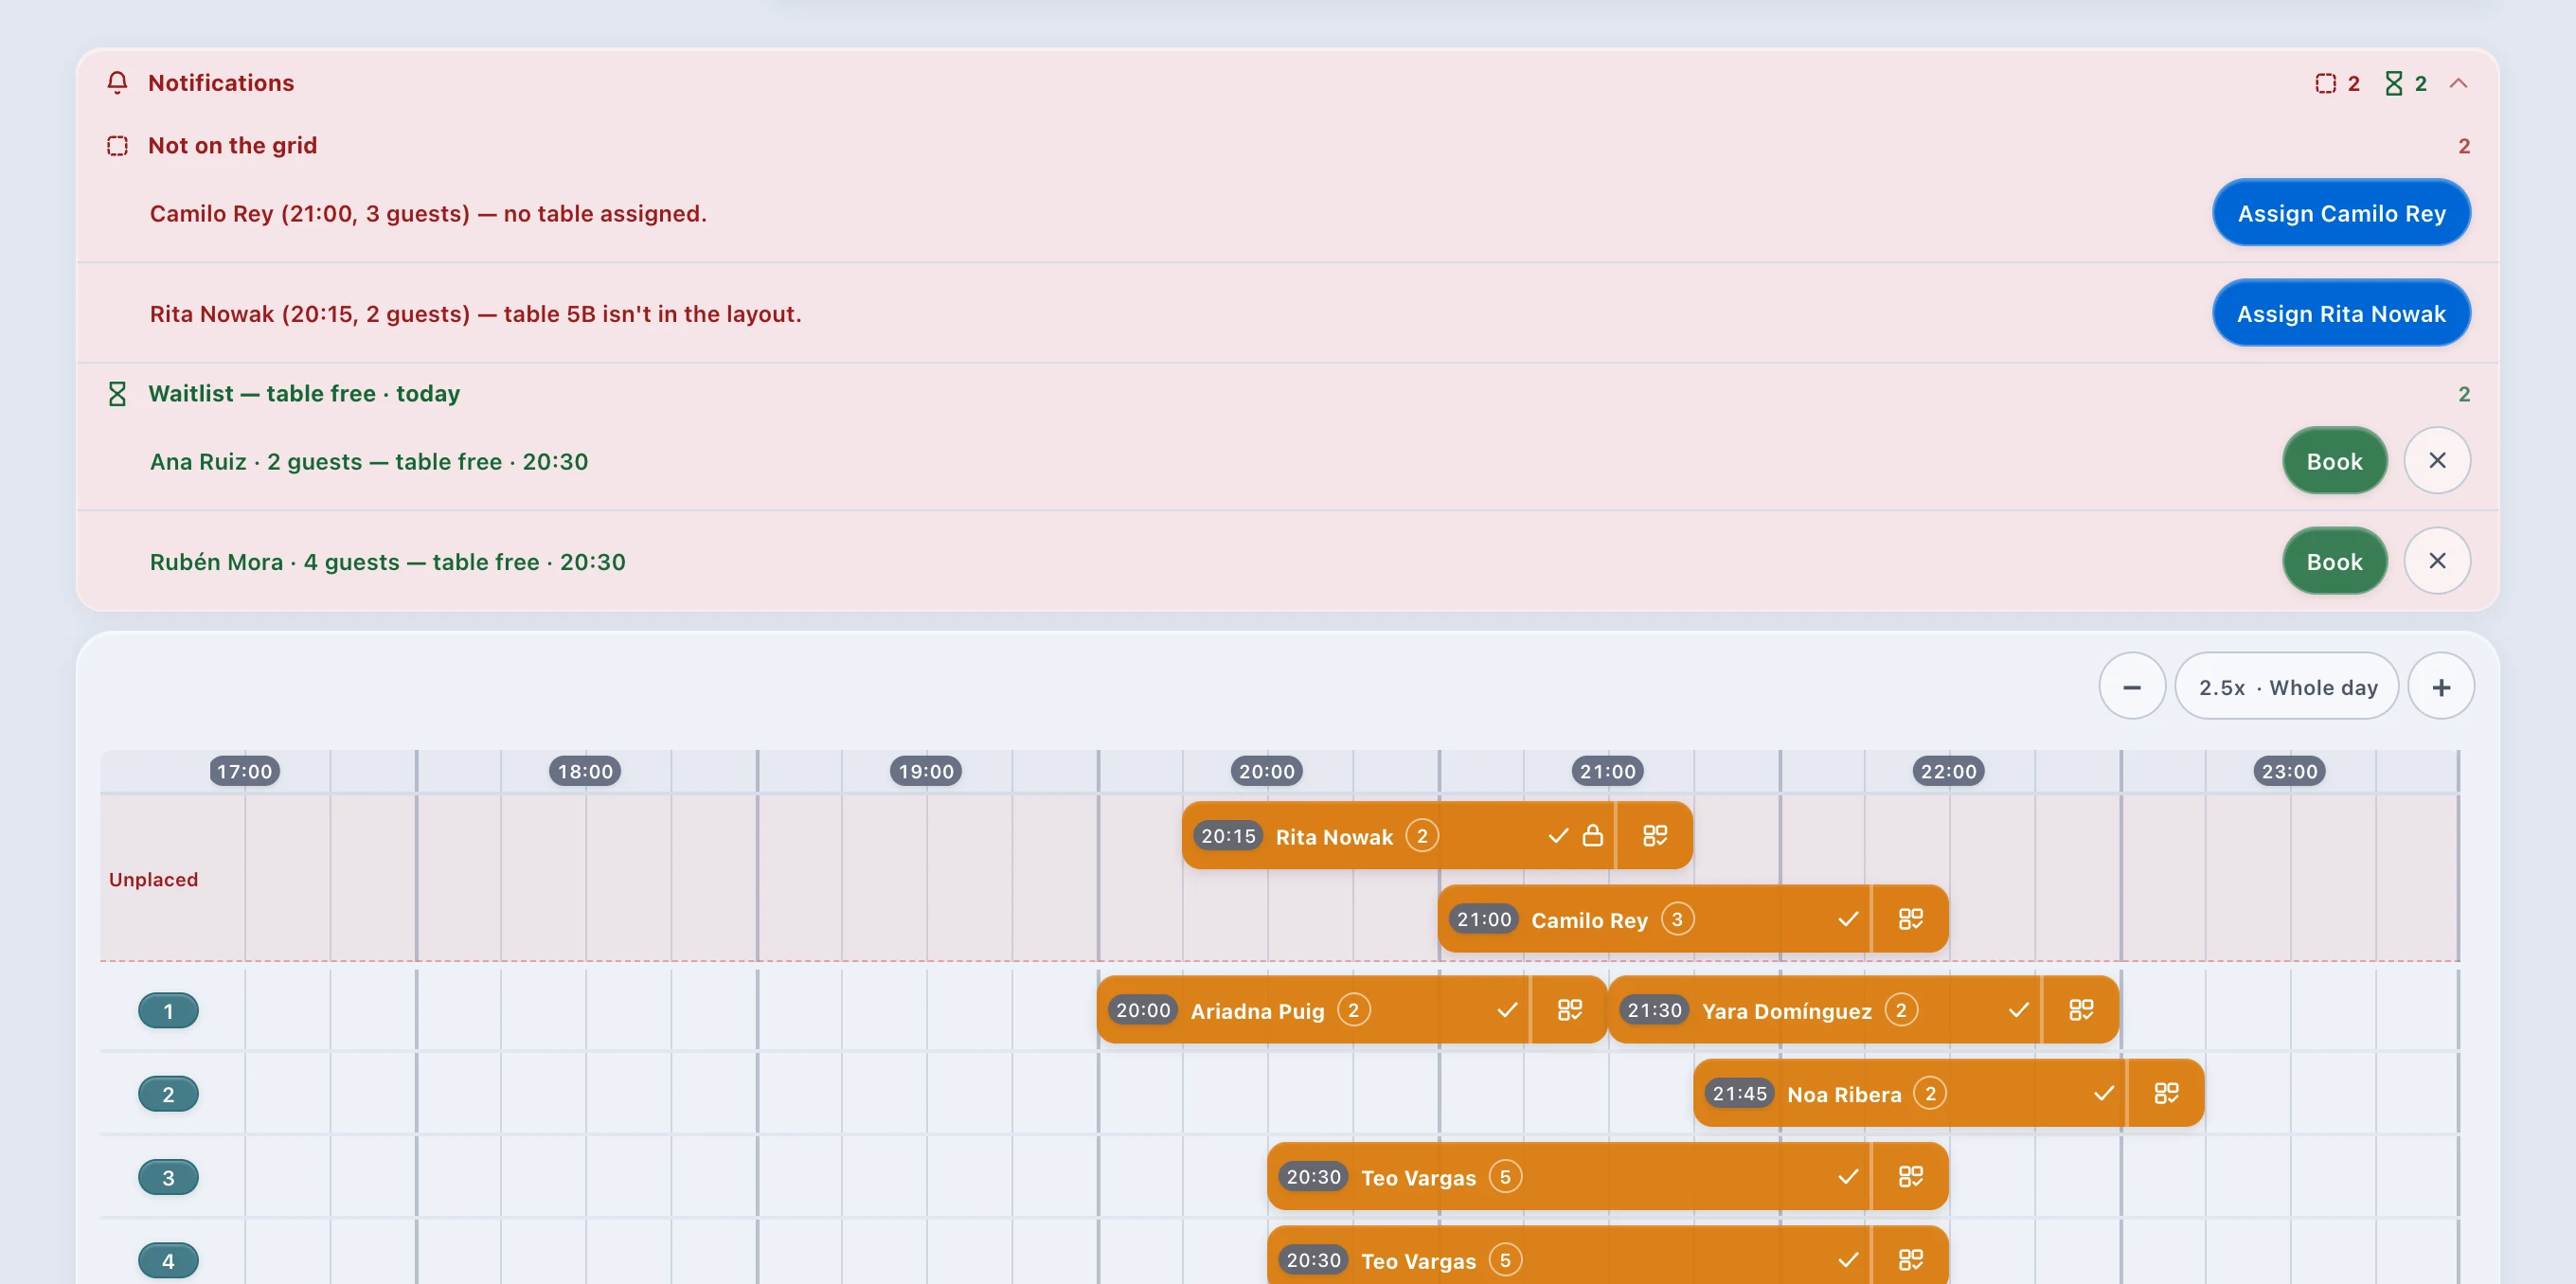 Notifications 2 2
Not on the grid 2
Camilo Rey (21:00, 3 guests) — no table assigned. Assign Camilo Rey
Rita Nowak (20:15, 2 guests) — table 5B isn't in the layout. Assign Rita Nowak
Waitlist — table free · today 2
Ana Ruiz · 2 guests — table free · 20:30 Book
Rubén Mora · 4 guests — table free · 20:30 Book
2.5x · Whole day
17:00 18:00 19:00 20:00 21:00 22:00 23:00
20:15 Rita Nowak 2
Unplaced
21:00 Camilo Rey 3
1 20:00 Ariadna Puig 2 21:30 Yara Domínguez 2
2 21:45 Noa Ribera 2
3 20:30 Teo Vargas 5
4 20:30 Teo Vargas 5